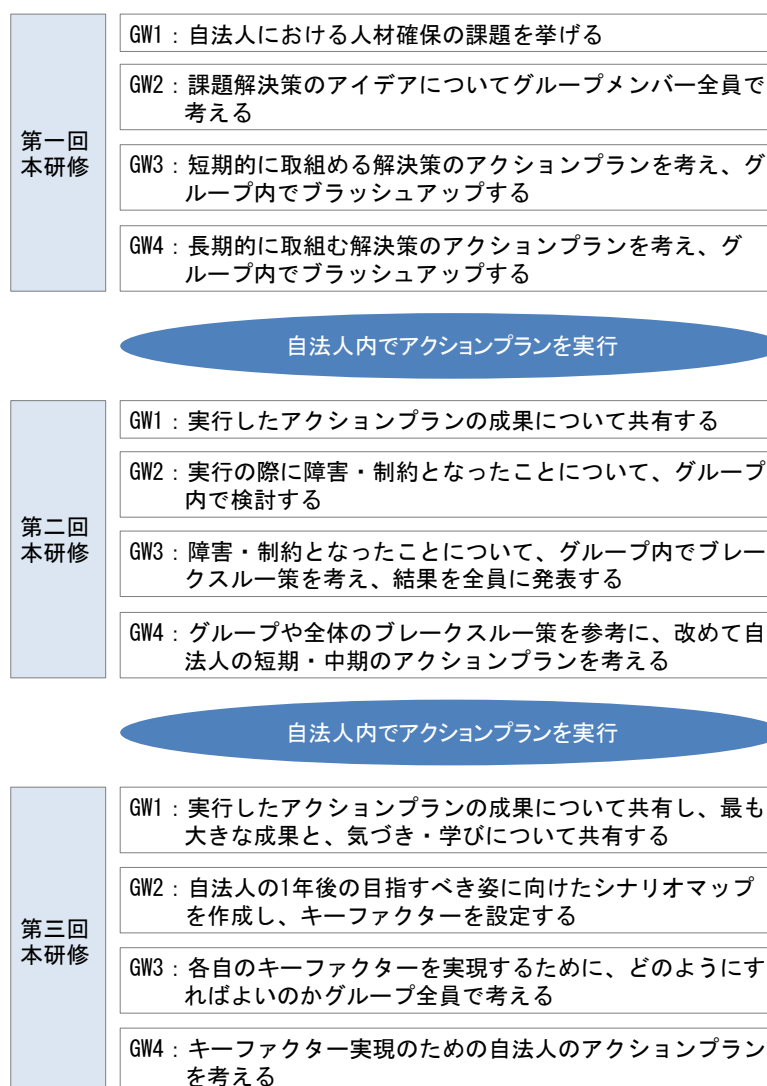 第一回
本研修
GW1：自法人における人材確保の課題を挙げる
GW2：課題解決策のアイデアについてグループメンバー全員で
考える
GW3：短期的に取組める解決策のアクションプランを考え、グ
ループ内でブラッシュアップする
GW4：長期的に取組む解決策のアクションプランを考え、グ
ループ内でブラッシュアップする
自法人内でアクションプランを実行
第二回
本研修
GW1：実行したアクションプランの成果について共有する
GW2：実行の際に障害・制約となったことについて、グループ
内で検討する
GW3：障害・制約となったことについて、グループ内でブレー
クスルー策を考え、結果を全員に発表する
GW4：グループや全体のブレークスルー策を参考に、改めて自
法人の短期・中期のアクションプランを考える
自法人内でアクションプランを実行
第三回
本研修
GW1：実行したアクションプランの成果について共有し、最も
大きな成果と、気づき・学びについて共有する
GW2：自法人の1年後の目指すべき姿に向けたシナリオマップ
を作成し、キーファクターを設定する
GW3：各自のキーファクターを実現するために、どのようにす
ればよいのかグループ全員で考える
GW4：キーファクター実現のための自法人のアクションプラン
を考える